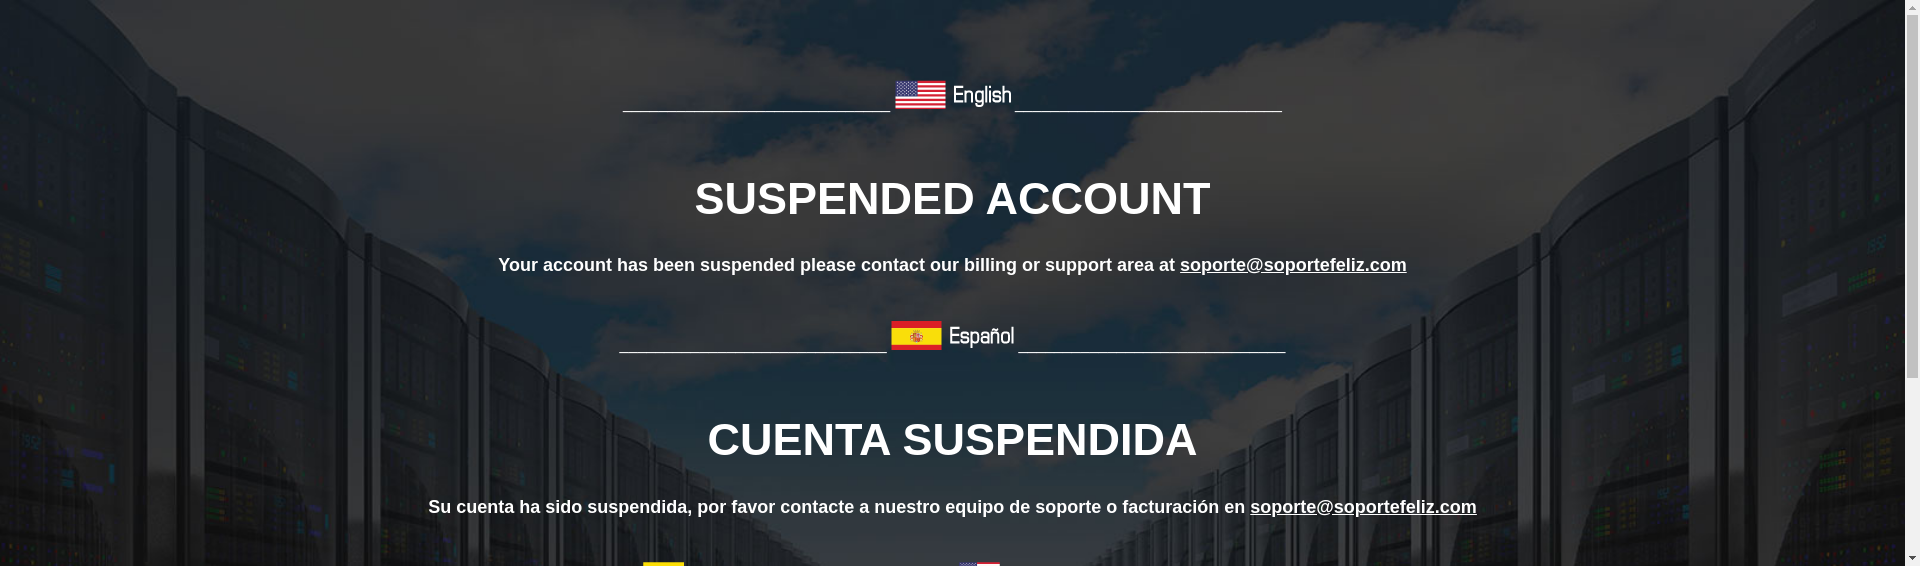 English
SUSPENDED ACCOUNT
Your account has been suspended please contact our billing or support area at soporte@soportefeliz.com
Español
CUENTA SUSPENDIDA
Su cuenta ha sido suspendida, por favor contacte a nuestro equipo de soporte o facturación en soporte@soportefeliz.com